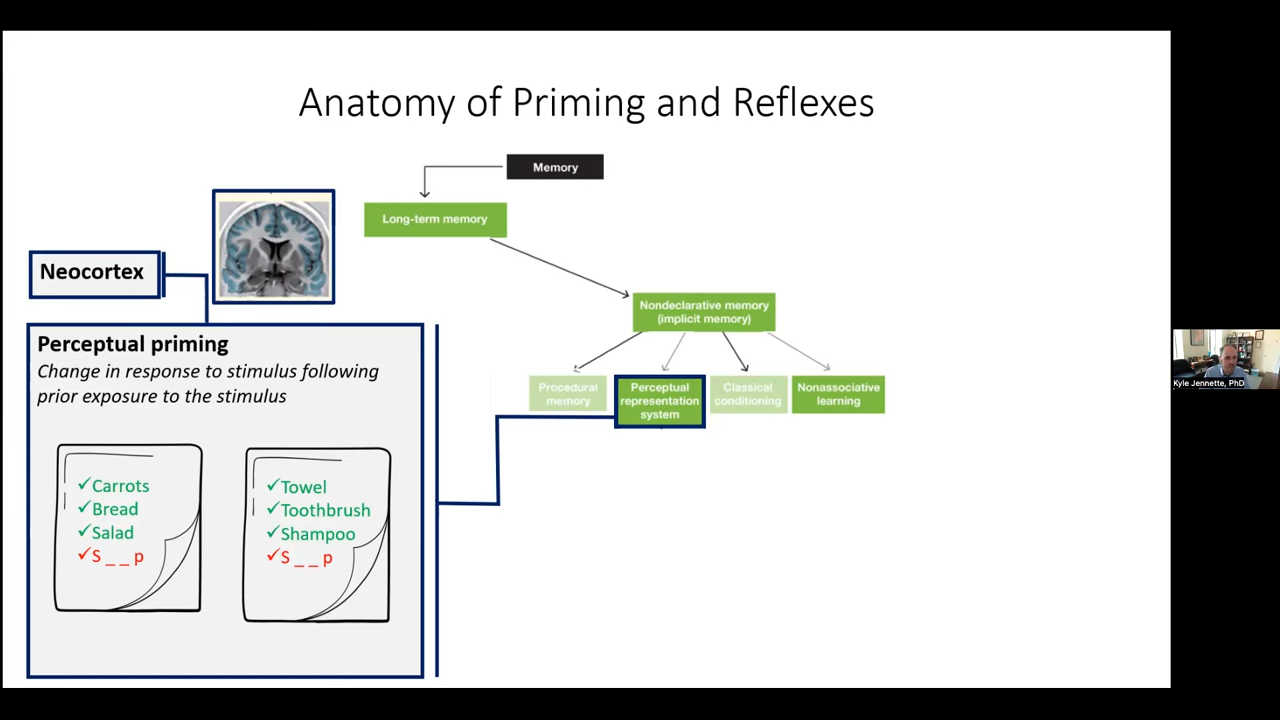 Anatomy of Priming and Reflexes
Memory
Long-term memory
Neocortex
Nondeclarative memory
(implicit memory)
Perceptual priming
Change in response to stimulus following
prior exposure to the stimulus
Procedural
memory
Perceptual
representation
system
Classical
conditioning
Nonassociative
learning
✓Carrots
✓Bread
✓Salad
✓S _ _ p
✓Towel
✓Toothbrush
✓Shampoo
✓S _ _ p
Kyle Jennette, PhD